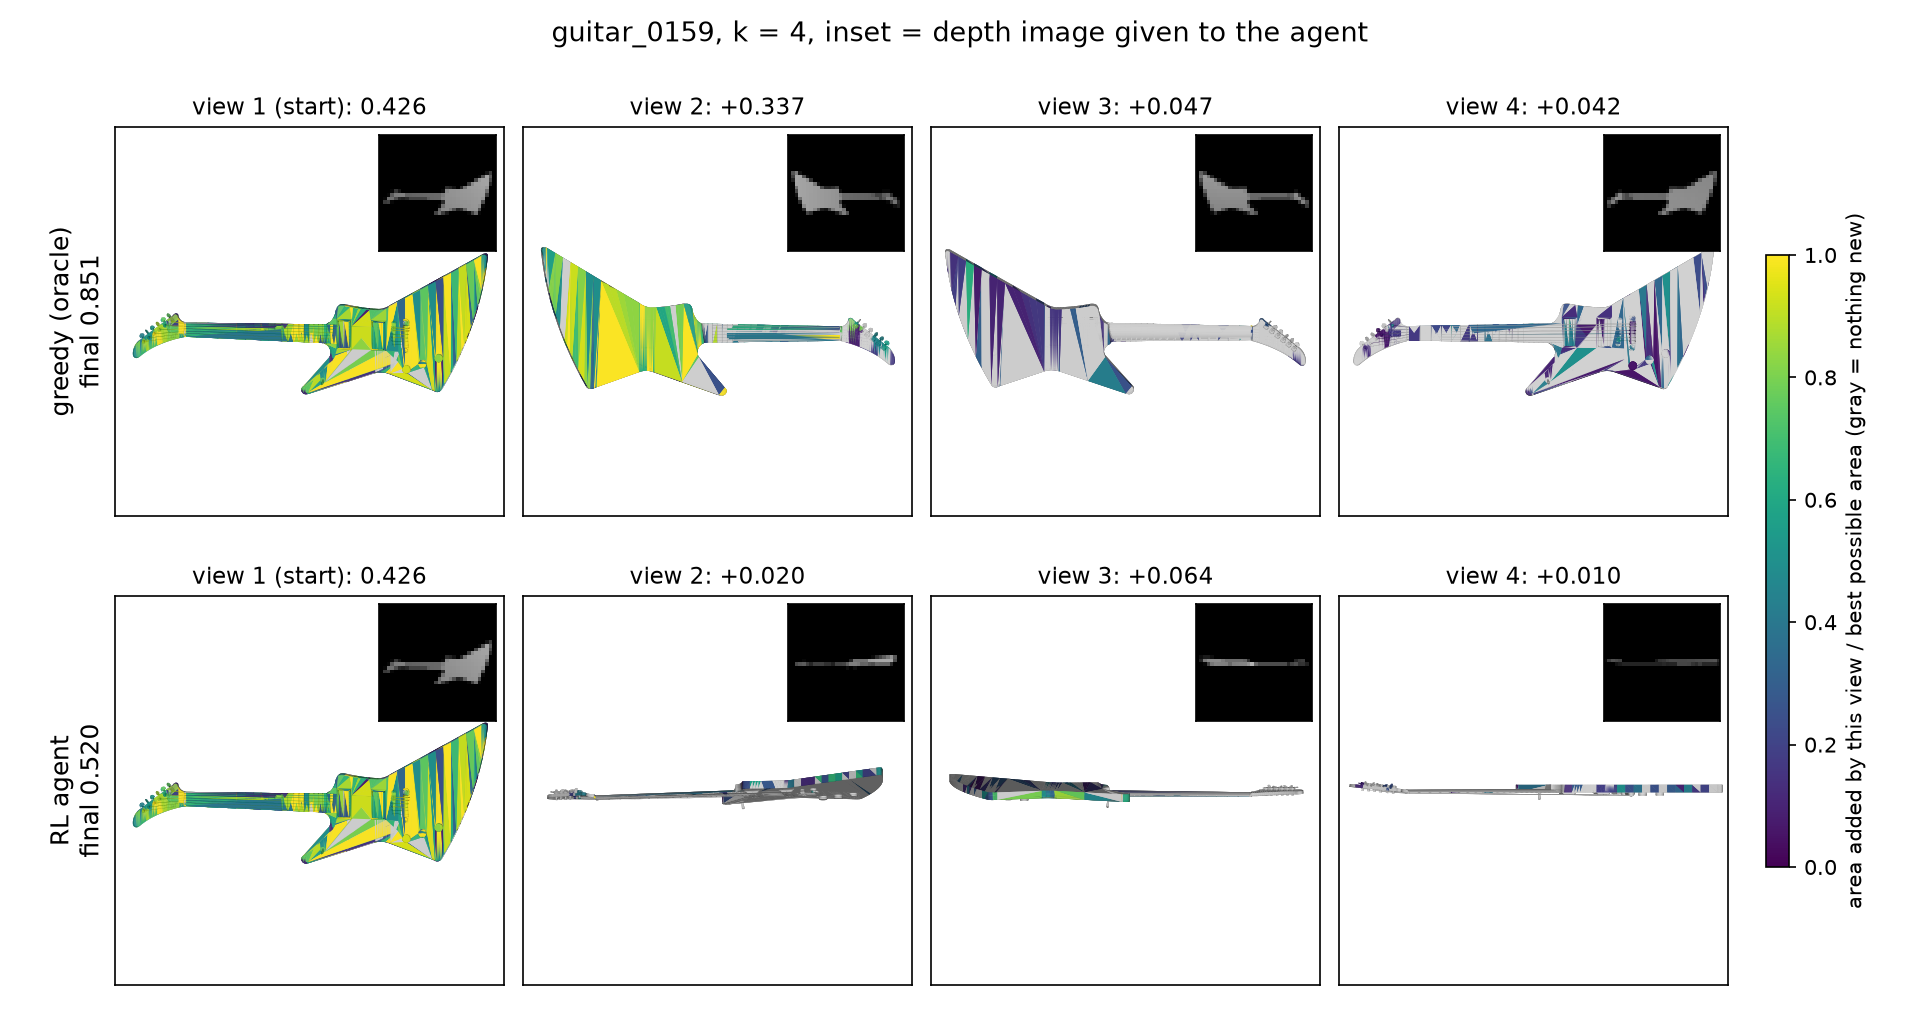 guitar_0159, k = 4, inset = depth image given to the agent
view 1 (start): 0.426
view 2: +0.337
view 3: +0.047
view 4: +0.042
greedy (oracle)
final 0.851
view 1 (start): 0.426
view 2: +0.020
view 3: +0.064
view 4: +0.010
RL agent
final 0.520
1.0
0.8
0.6
0.4
0.2
0.0
area added by this view / best possible area (gray = nothing new)